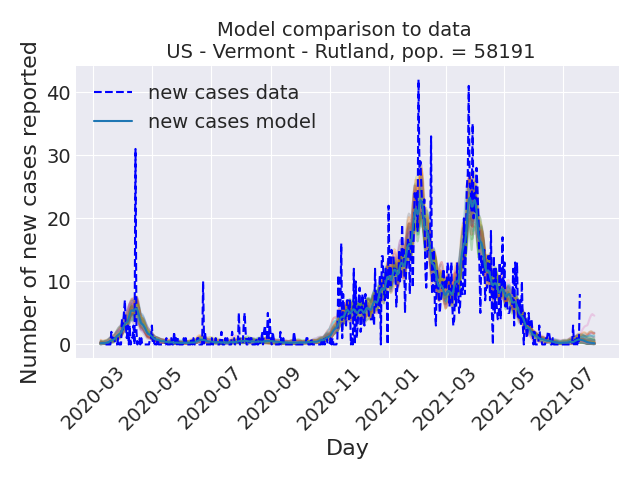 Model comparison to data
US - Vermont - Rutland, pop. = 58191
Number of new cases reported
40
30
20
10
0
new cases data
new cases model
2020-03
2020-05
2020-07
2020-09
2020-11
2021-01
2021-03
2021-05
2021-07
Day